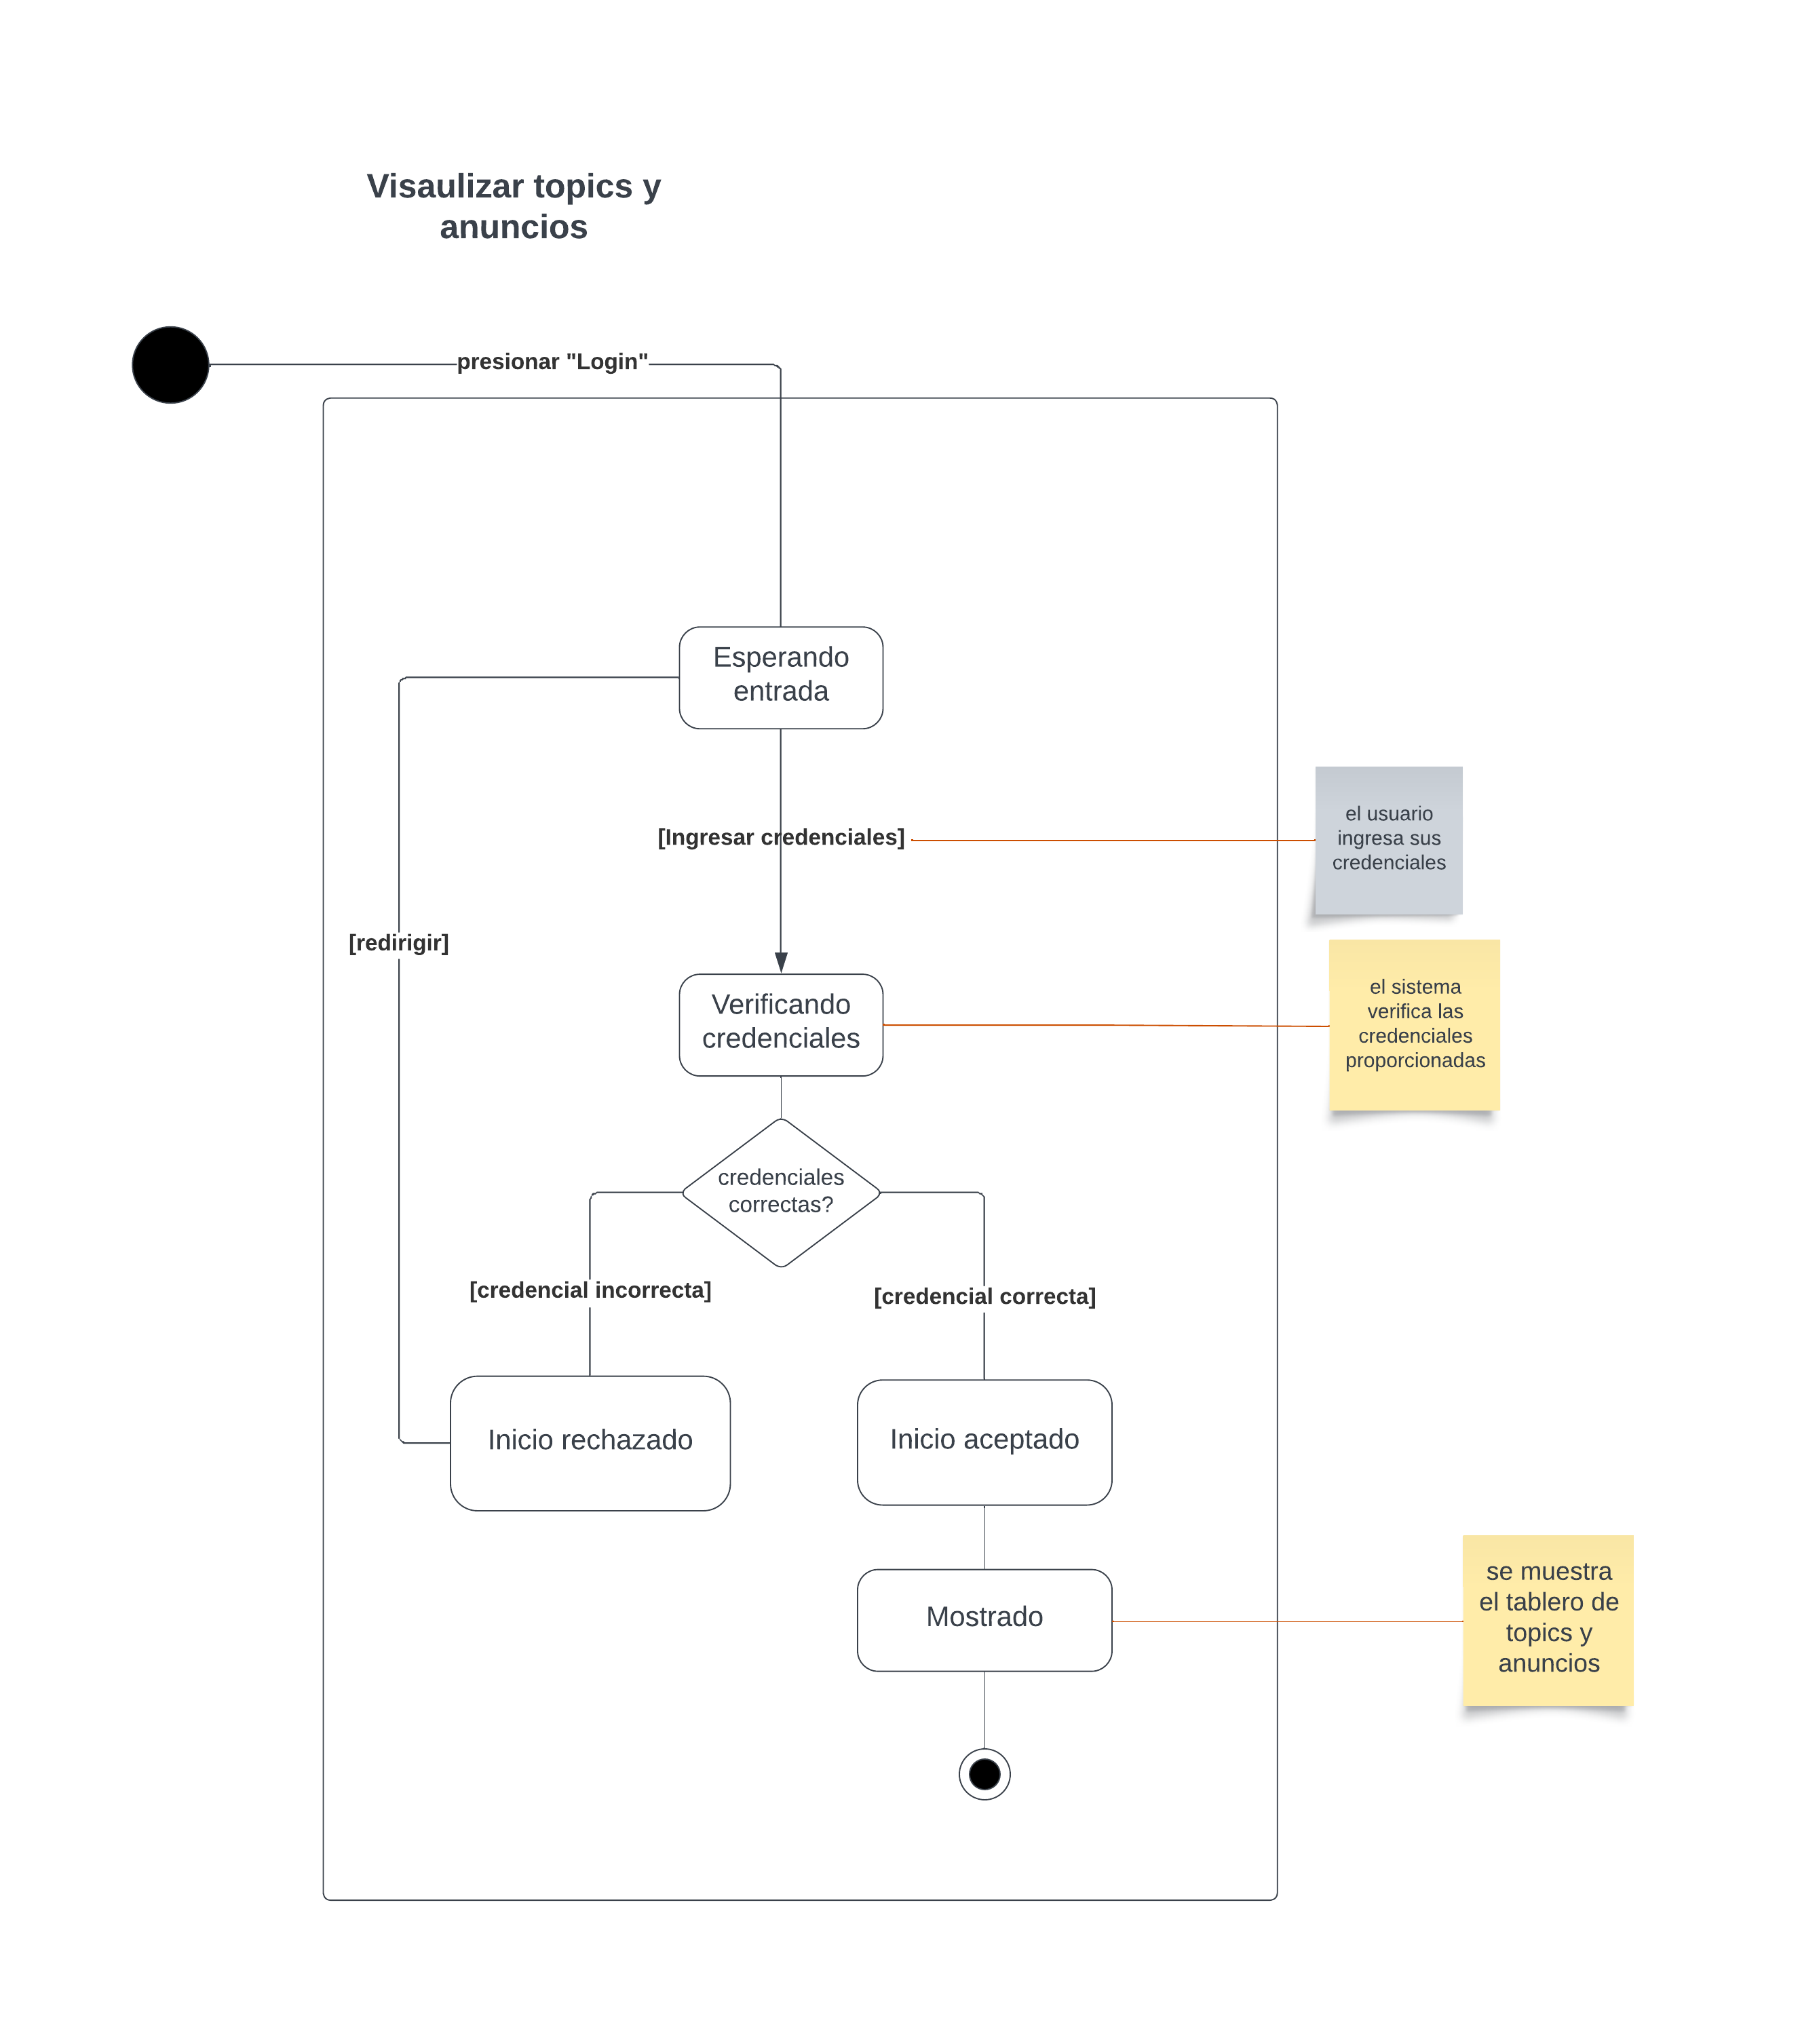 Visaulizar topics y
anuncios
presionar "Login"
Esperando
entrada
[Ingresar credenciales]
el usuario
ingresa sus
credenciales
[redirigir]
Verificando
credenciales
el sistema
verifica las
credenciales
proporcionadas
credenciales
correctas?
[credencial incorrecta]
[credencial correcta]
Inicio rechazado
Inicio aceptado
Mostrado
se muestra
el tablero de
topics y
anuncios